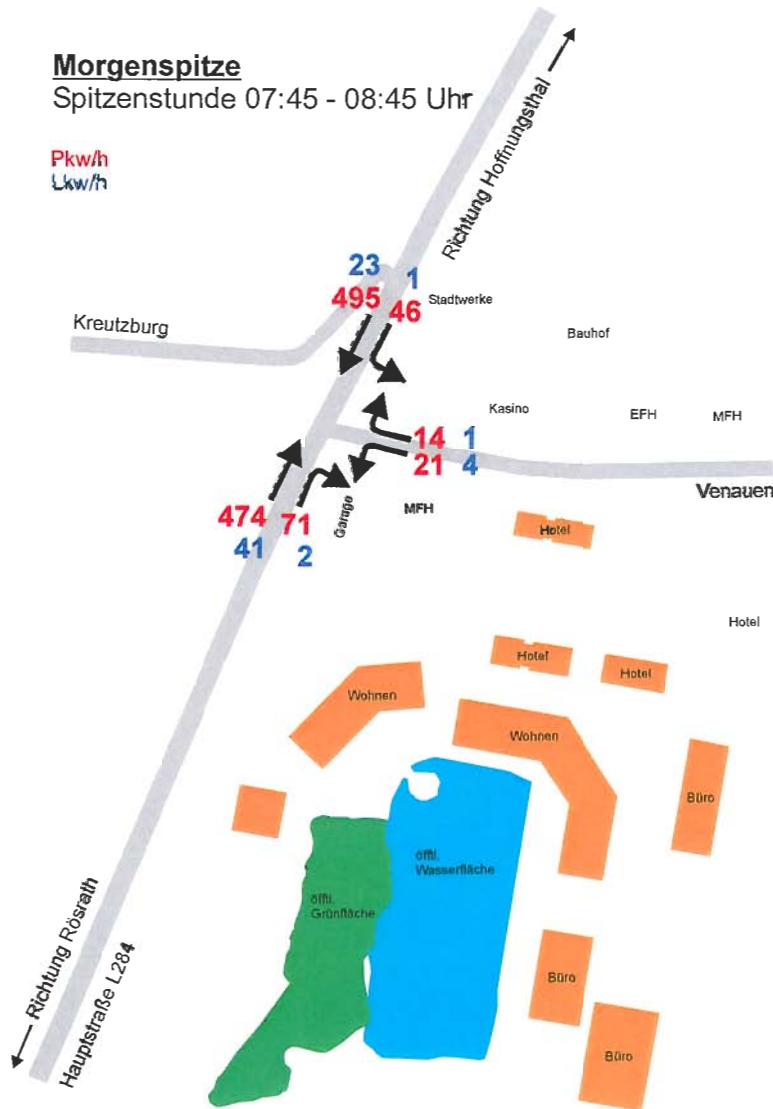 Morgenspitze
Spitzenstunde 07:45 - 08:45 Uhr
Pkw/h
Lkw/h
Richtung Hoffnungsthal
23 1
495 46
Stadtwerke
Kreutzburg
Bauhof
Kasino
EFH
MFH
14 1
21 4
Venauen
474 71
41 2
Garage
MFH
Hotel
Hotel
Hotel
Hotel
Wohnen
Wohnen
Büro
öfftl.
Wasserfläche
öfftl.
Grünfläche
Büro
Büro
Richtung Rösrath
Hauptstraße L284